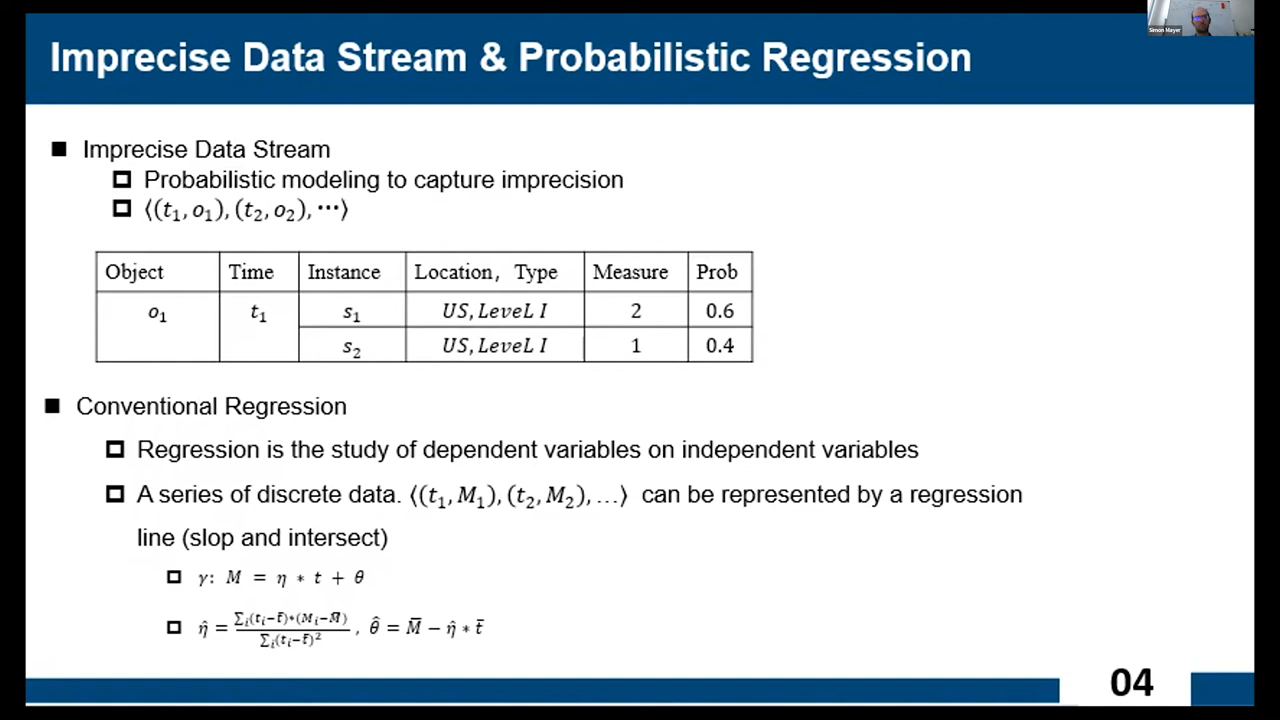 Simon Mayer
Imprecise Data Stream & Probabilistic Regression
Imprecise Data Stream
Probabilistic modeling to capture imprecision
⟨(t₁, o₁), (t₂, o₂), ⋯⟩
Object Time Instance Location, Type Measure Prob
o₁ t₁ s₁ US, LeveL I 2 0.6
s₂ US, LeveL I 1 0.4
Conventional Regression
Regression is the study of dependent variables on independent variables
A series of discrete data. ⟨(t₁, M₁), (t₂, M₂), …⟩ can be represented by a regression
line (slop and intersect)
γ: M = η * t + θ
η̂ = ∑ᵢ(tᵢ−t̄)*(Mᵢ−M̄) / ∑ᵢ(tᵢ−t̄)² , θ̂ = M̄ − η̂ * t̄
04